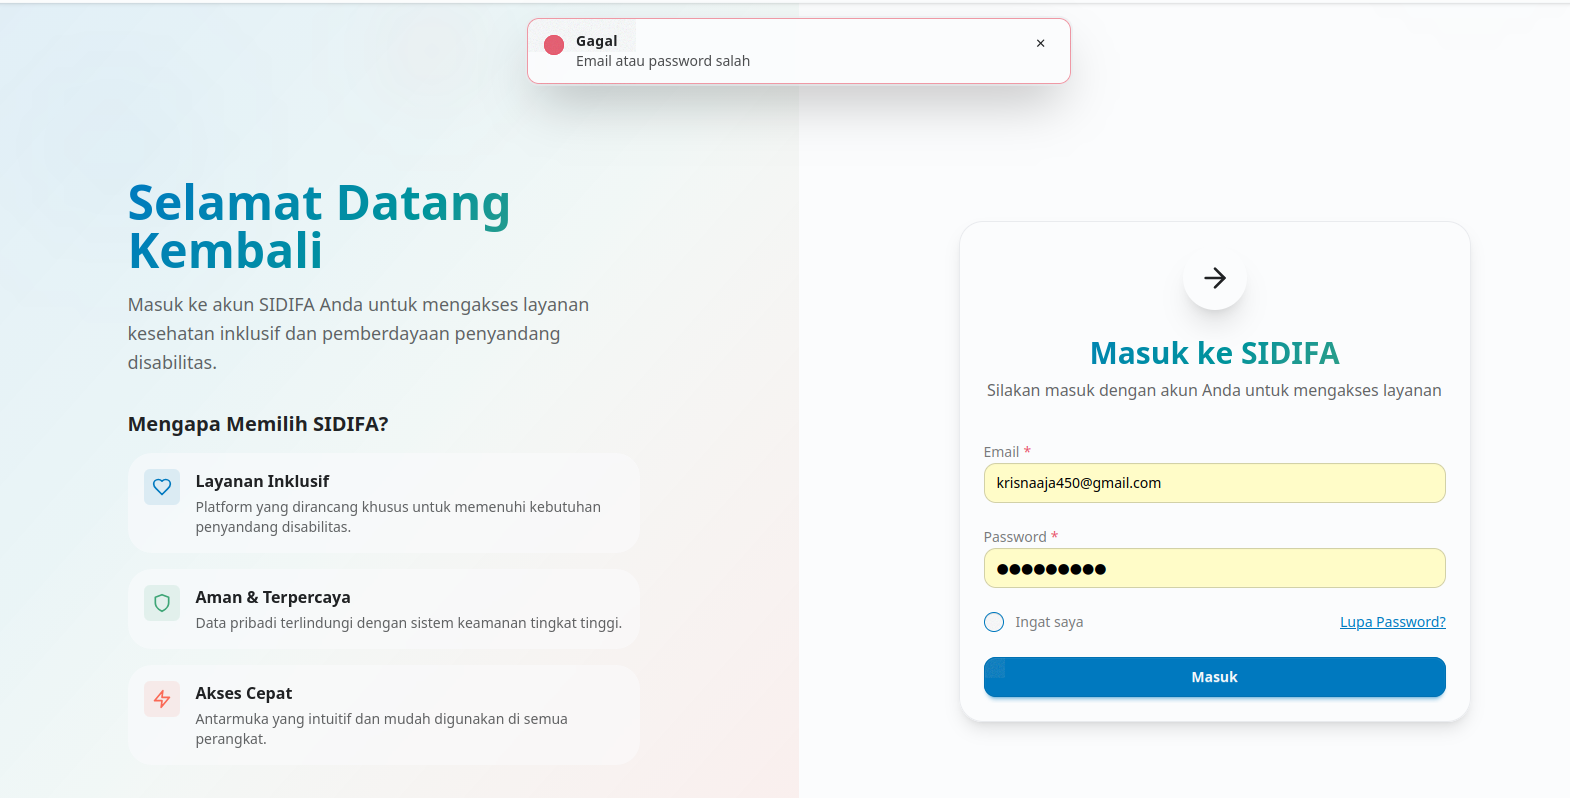 Gagal
Email atau password salah
Selamat Datang
Kembali
Masuk ke akun SIDIFA Anda untuk mengakses layanan
kesehatan inklusif dan pemberdayaan penyandang
disabilitas.
Mengapa Memilih SIDIFA?
Layanan Inklusif
Platform yang dirancang khusus untuk memenuhi kebutuhan
penyandang disabilitas.
Aman & Terpercaya
Data pribadi terlindungi dengan sistem keamanan tingkat tinggi.
Akses Cepat
Antarmuka yang intuitif dan mudah digunakan di semua
perangkat.
Masuk ke SIDIFA
Silakan masuk dengan akun Anda untuk mengakses layanan
Email *
krisnaaja450@gmail.com
Password *
●●●●●●●●●
Ingat saya
Lupa Password?
Masuk